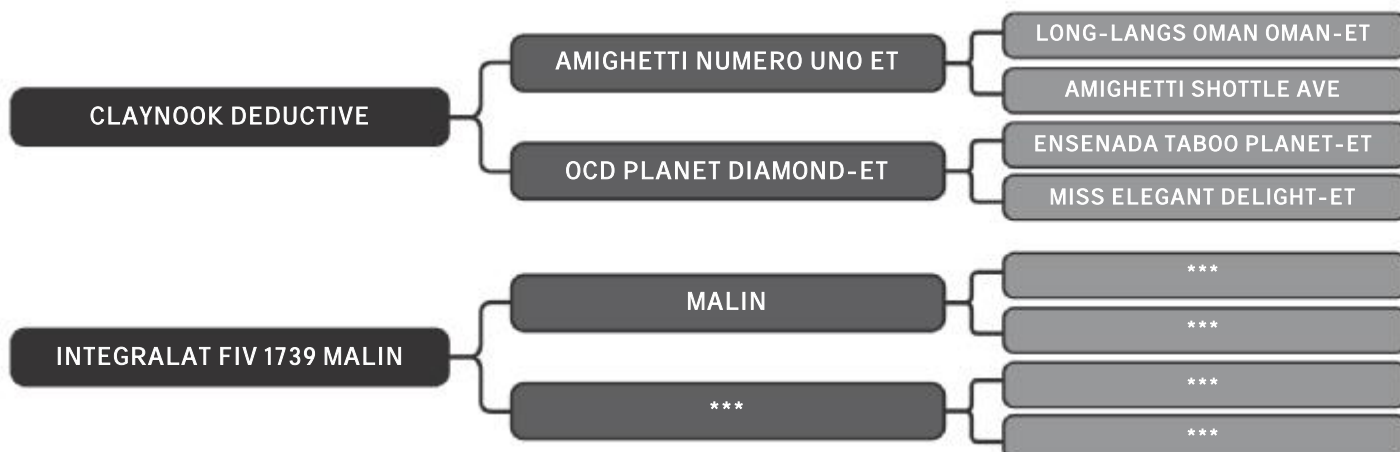 CLAYNOOK DEDUCTIVE
AMIGHETTI NUMERO UNO ET
LONG-LANGS OMAN OMAN-ET
AMIGHETTI SHOTTLE AVE
OCD PLANET DIAMOND-ET
ENSENADA TABOO PLANET-ET
MISS ELEGANT DELIGHT-ET
INTEGRALAT FIV 1739 MALIN
MALIN
***
***
***
***
***